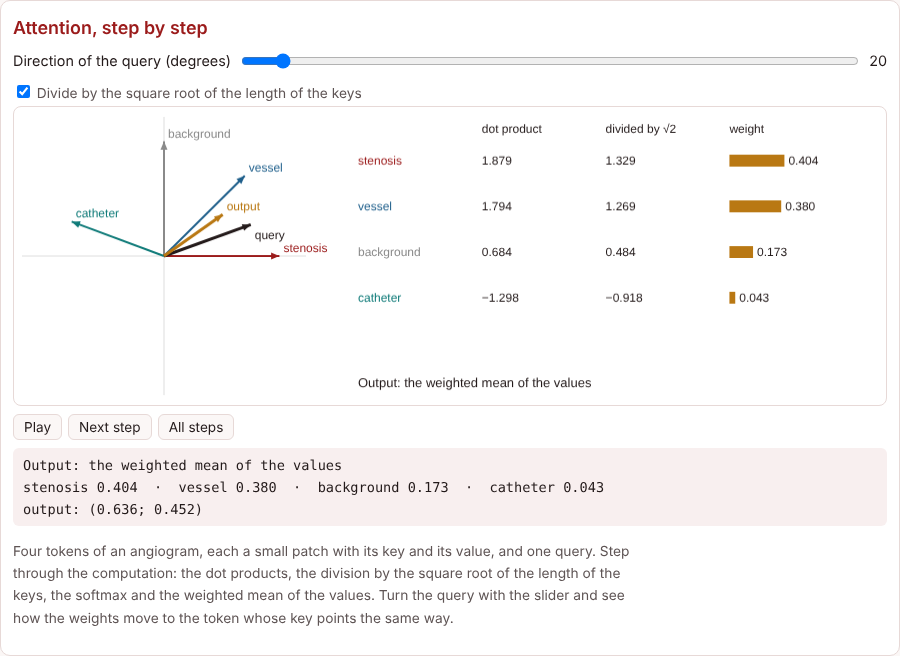 Attention, step by step
Direction of the query (degrees) 20
Divide by the square root of the length of the keys
background
vessel
output
catheter
query
stenosis
dot product divided by √2 weight
stenosis 1.879 1.329 0.404
vessel 1.794 1.269 0.380
background 0.684 0.484 0.173
catheter −1.298 −0.918 0.043
Output: the weighted mean of the values
Play Next step All steps
Output: the weighted mean of the values
stenosis 0.404 · vessel 0.380 · background 0.173 · catheter 0.043
output: (0.636; 0.452)
Four tokens of an angiogram, each a small patch with its key and its value, and one query. Step
through the computation: the dot products, the division by the square root of the length of the
keys, the softmax and the weighted mean of the values. Turn the query with the slider and see
how the weights move to the token whose key points the same way.